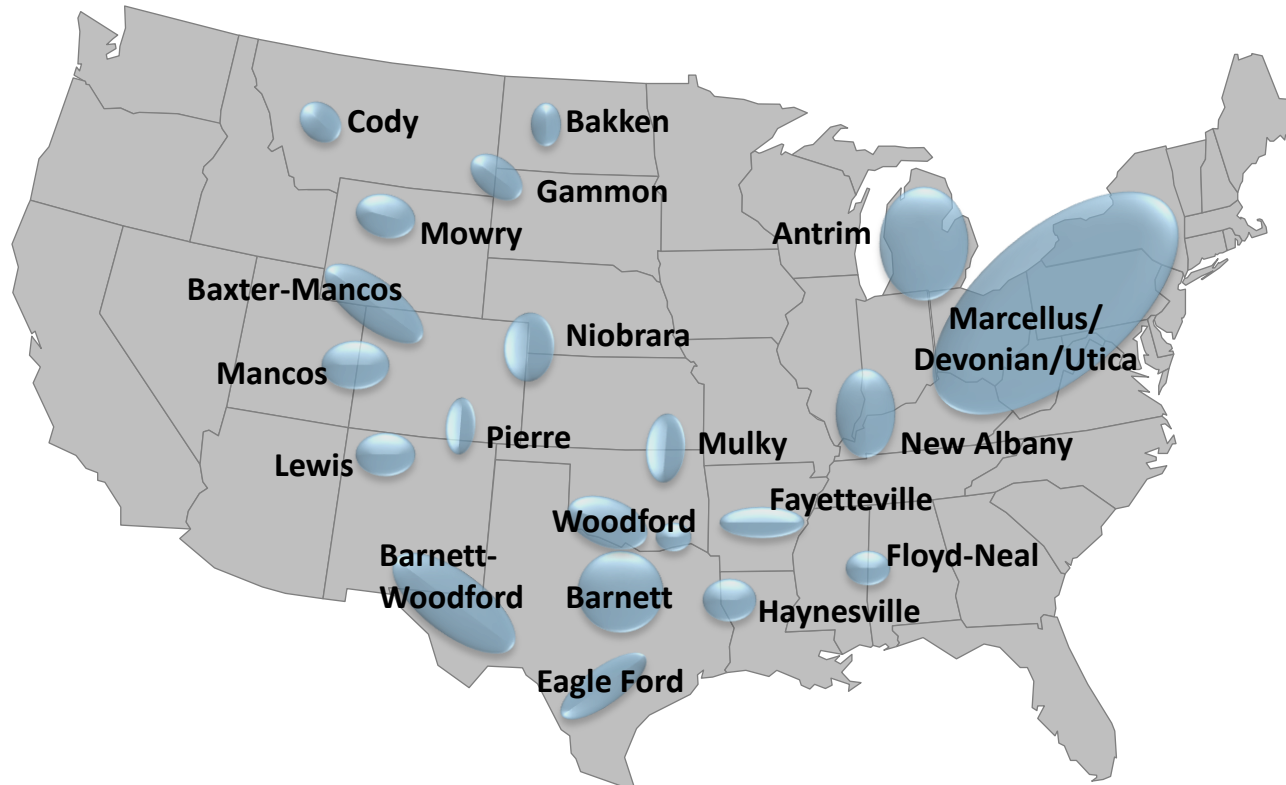 Cody
Bakken
Gammon
Mowry
Antrim
Baxter-Mancos
Marcellus/
Devonian/Utica
Niobrara
Mancos
Pierre
Mulky
New Albany
Lewis
Fayetteville
Woodford
Barnett-
Woodford
Floyd-Neal
Barnett
Haynesville
Eagle Ford